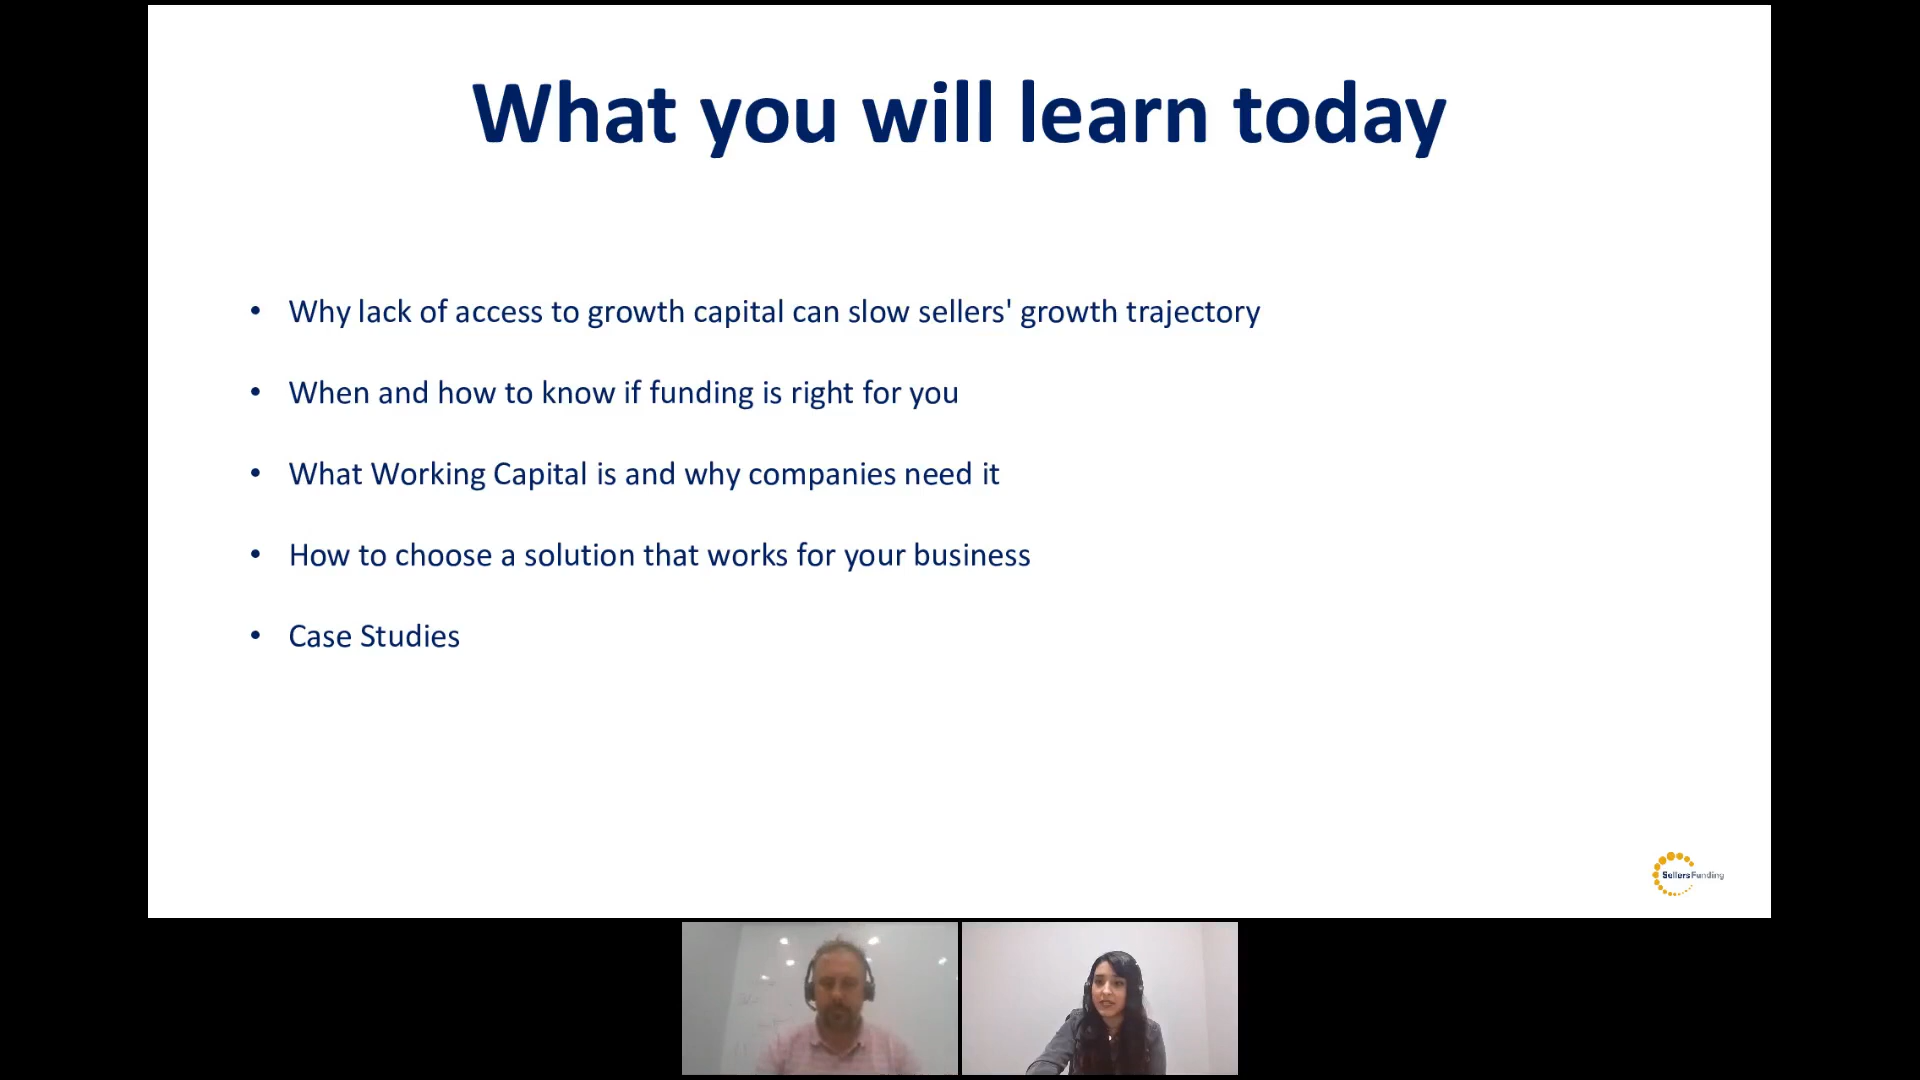 What you will learn today
• Why lack of access to growth capital can slow sellers' growth trajectory
• When and how to know if funding is right for you
• What Working Capital is and why companies need it
• How to choose a solution that works for your business
• Case Studies
SellersFunding